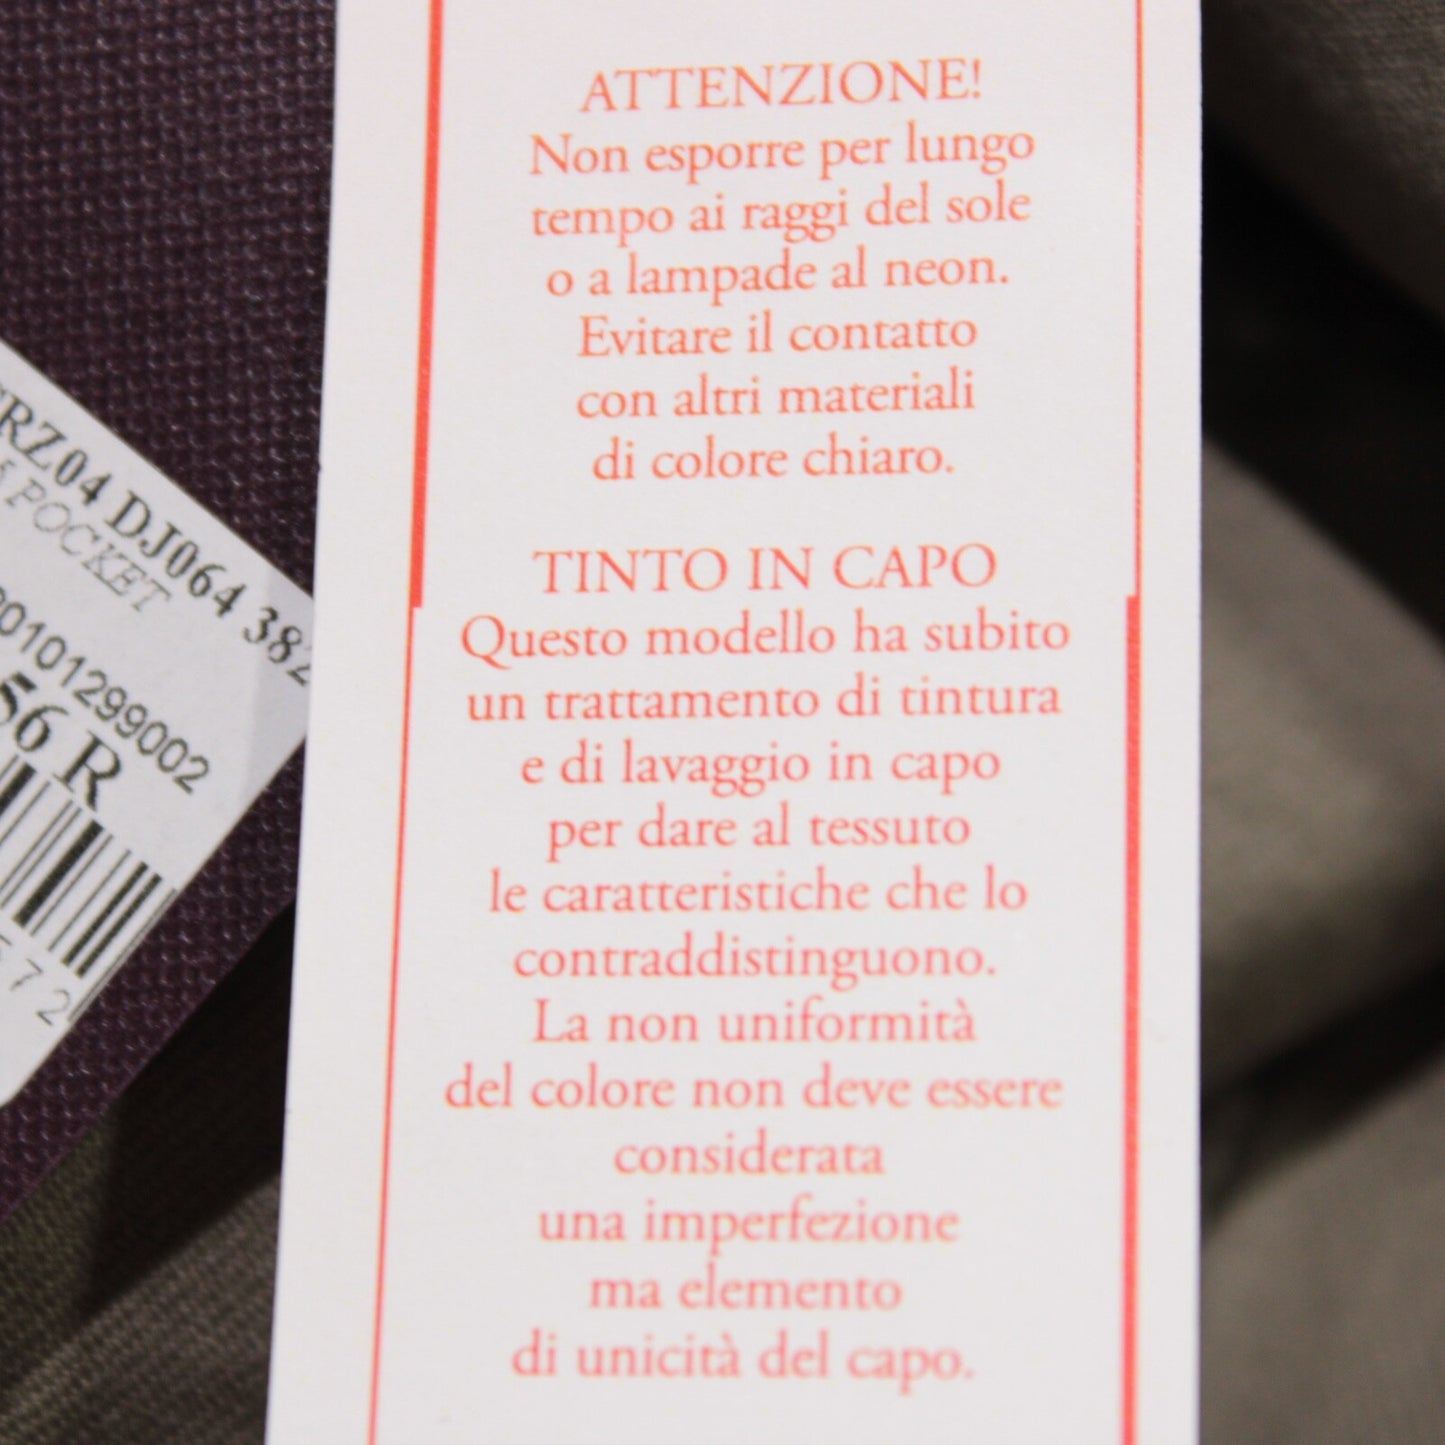 ATTENZIONE!
Non esporre per lungo
tempo ai raggi del sole
o a lampade al neon.
Evitare il contatto
con altri materiali
di colore chiaro.
TINTO IN CAPO
Questo modello ha subito
un trattamento di tintura
e di lavaggio in capo
per dare al tessuto
le caratteristiche che lo
contraddistinguono.
La non uniformità
del colore non deve essere
considerata
una imperfezione
ma elemento
di unicità del capo.
DJ064 382
5 POCKET
56 R